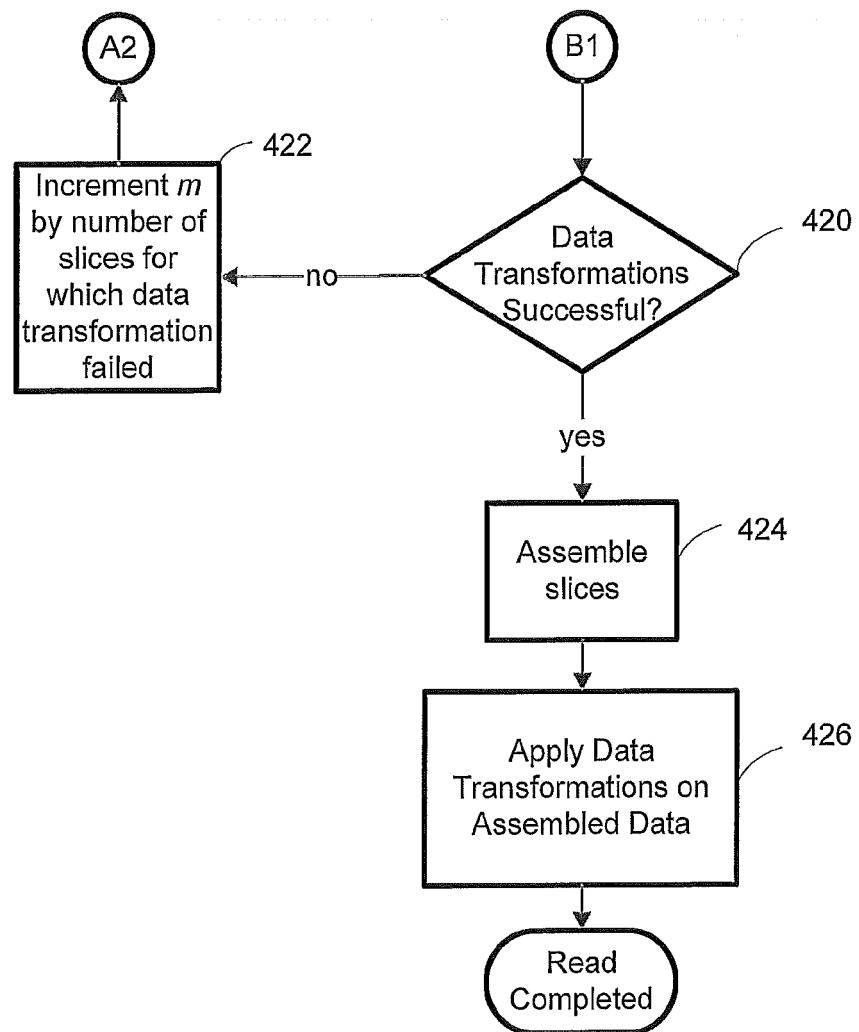 A2
B1
422
Increment m
by number of
slices for
which data
transformation
failed
no
Data
Transformations
Successful?
420
yes
Assemble
slices
424
Apply Data
Transformations on
Assembled Data
426
Read
Completed